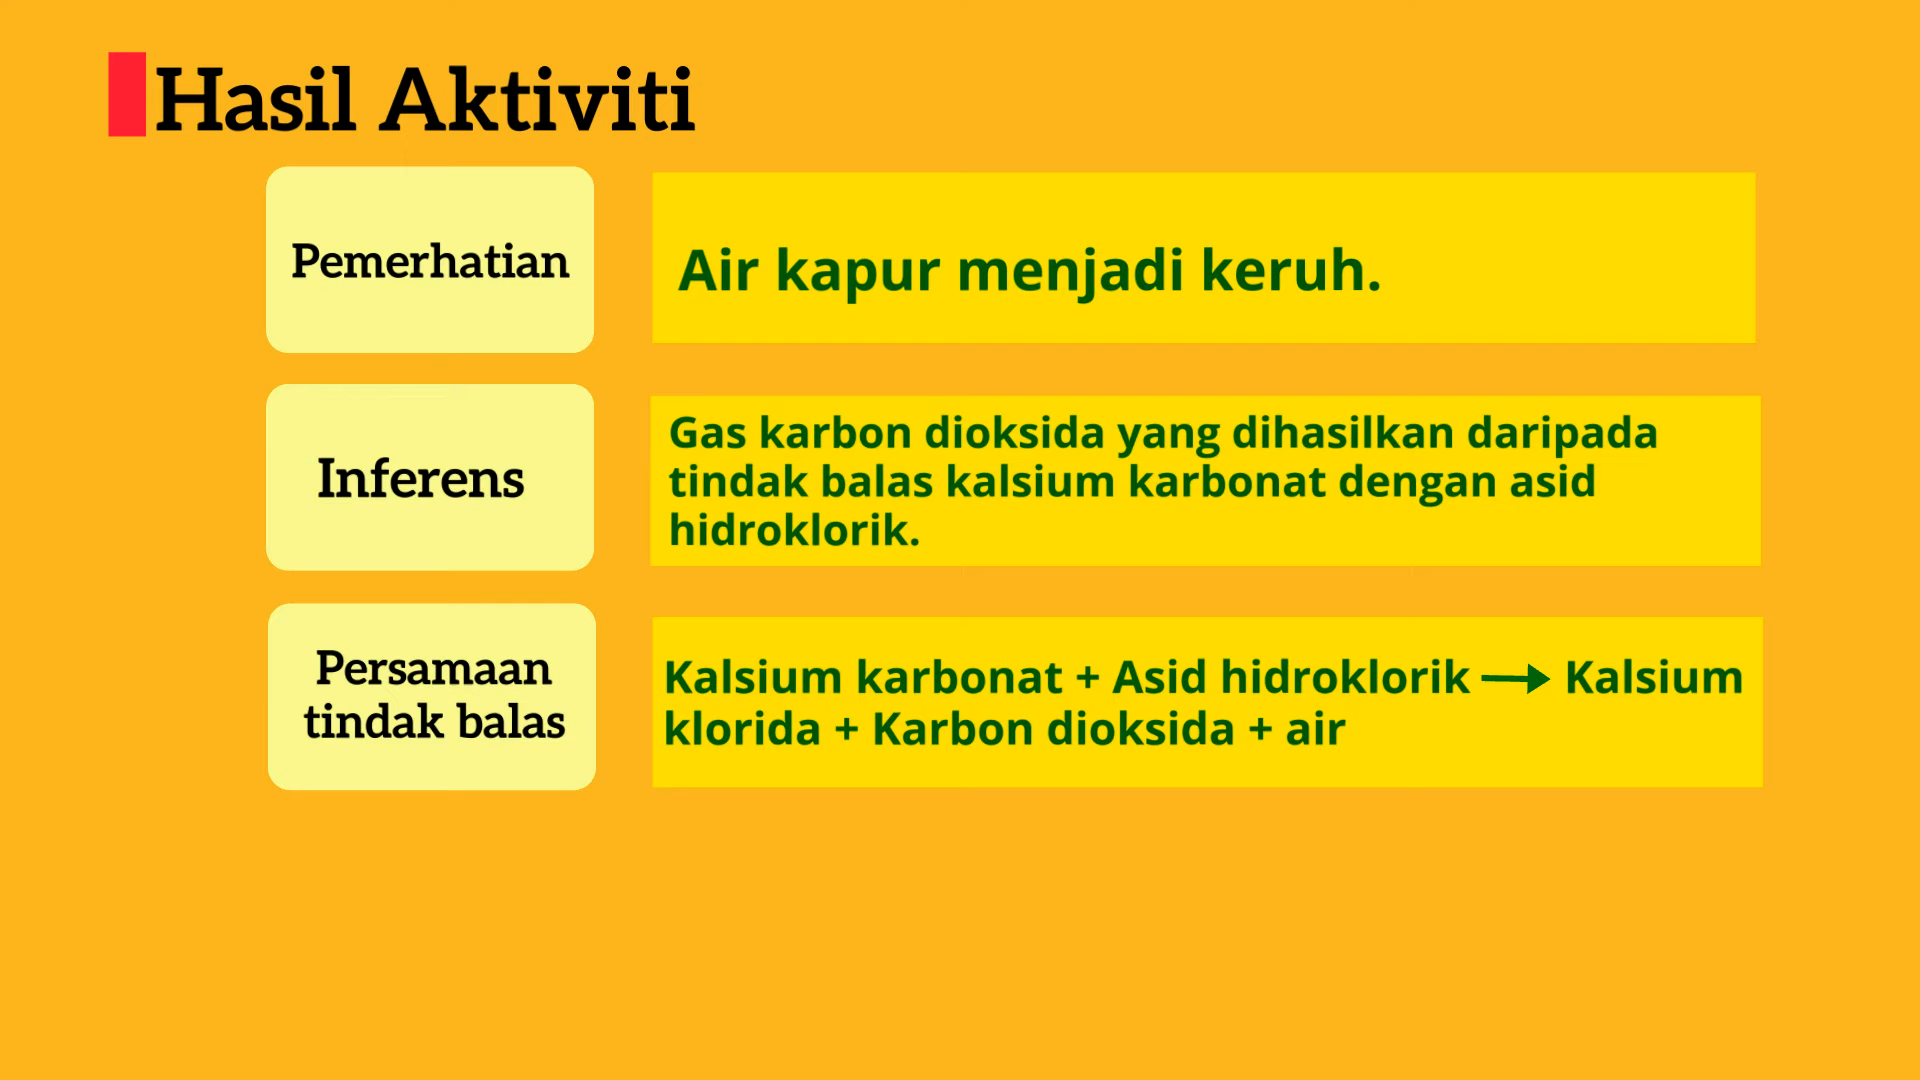 Hasil Aktiviti
Pemerhatian
Air kapur menjadi keruh.
Inferens
Gas karbon dioksida yang dihasilkan daripada
tindak balas kalsium karbonat dengan asid
hidroklorik.
Persamaan
tindak balas
Kalsium karbonat + Asid hidroklorik → Kalsium
klorida + Karbon dioksida + air